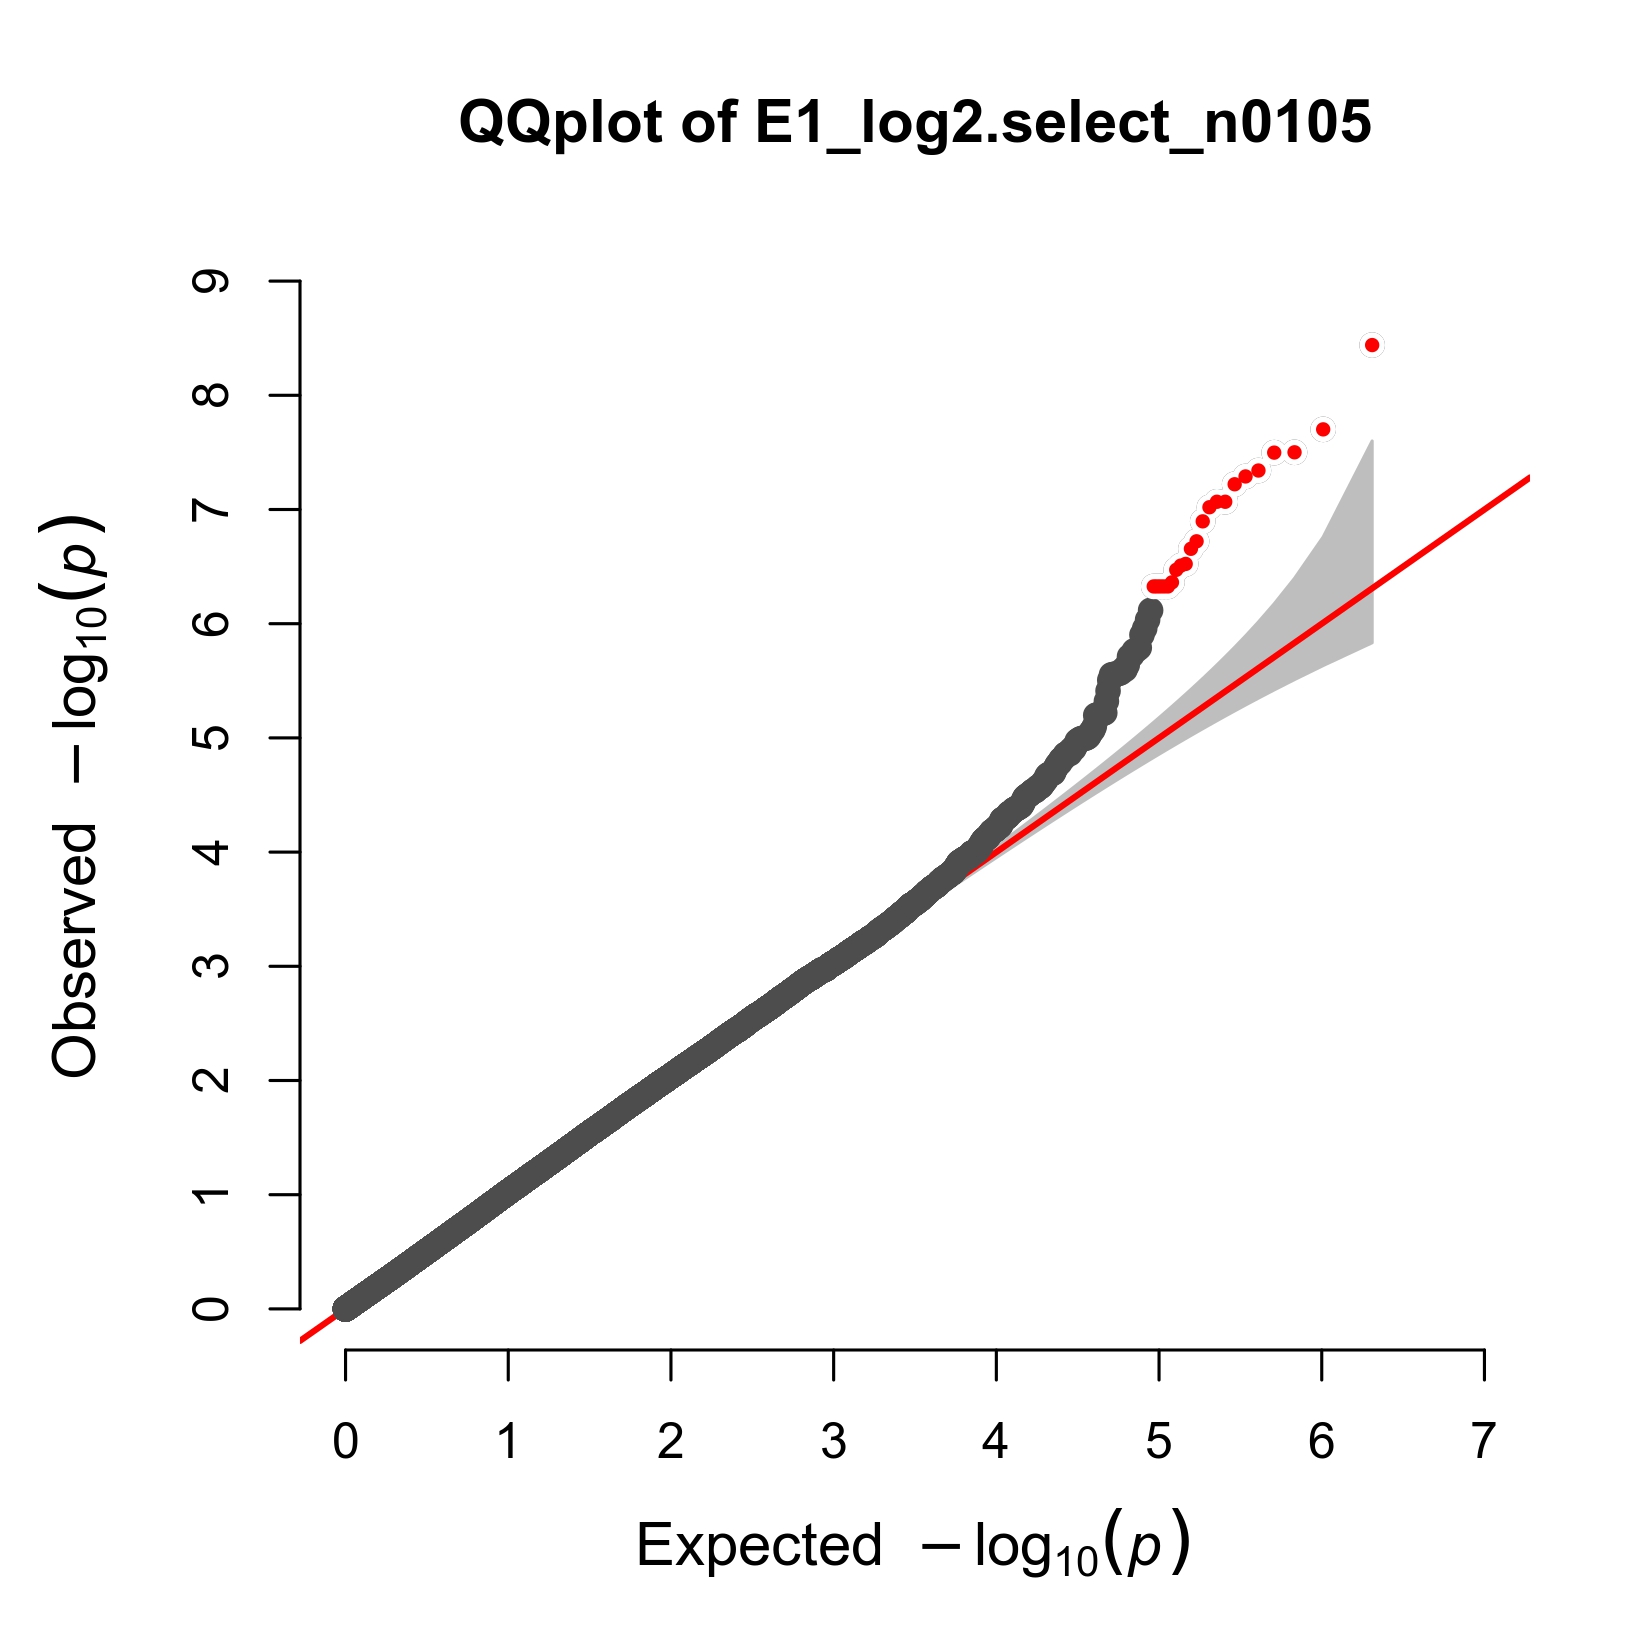 QQplot of E1_log2.select_n0105
Observed −log₁₀(p)
9
8
7
6
5
4
3
2
1
0
0 1 2 3 4 5 6 7
Expected −log₁₀(p)